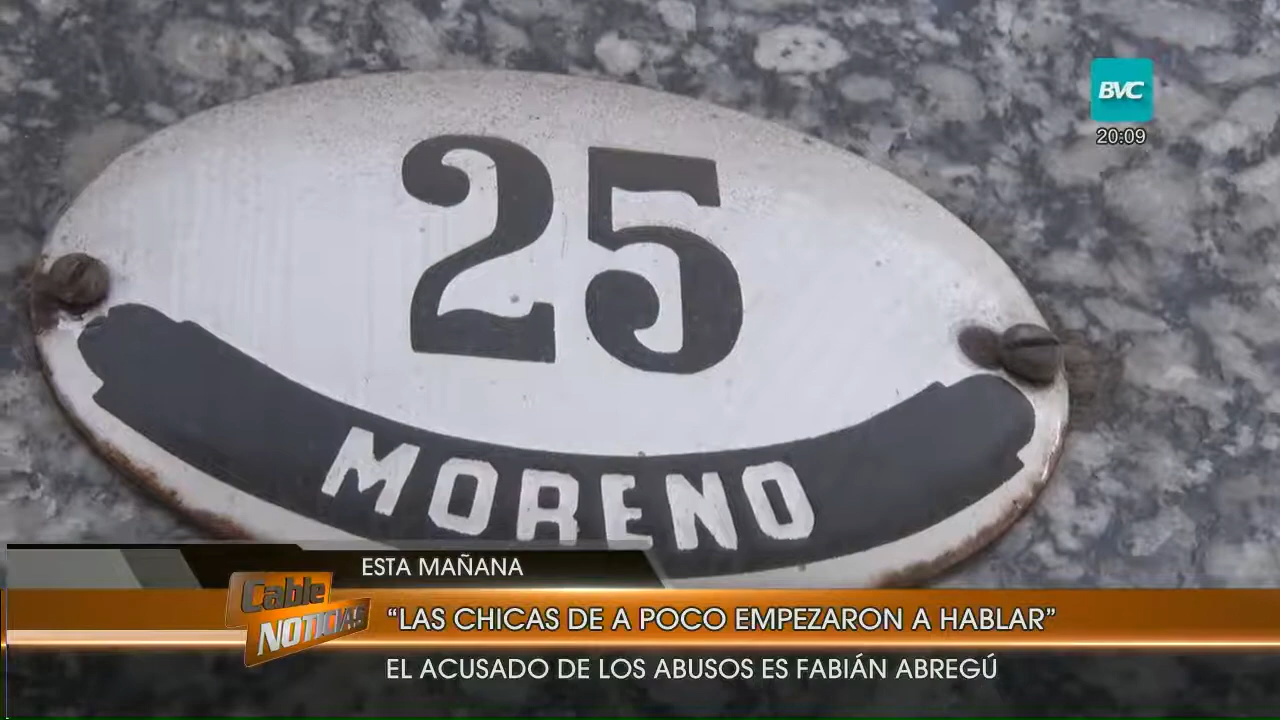 BVC
20:09
25
MORENO
ESTA MAÑANA
Cable
NOTICIAS
“LAS CHICAS DE A POCO EMPEZARON A HABLAR”
EL ACUSADO DE LOS ABUSOS ES FABIÁN ABREGÚ